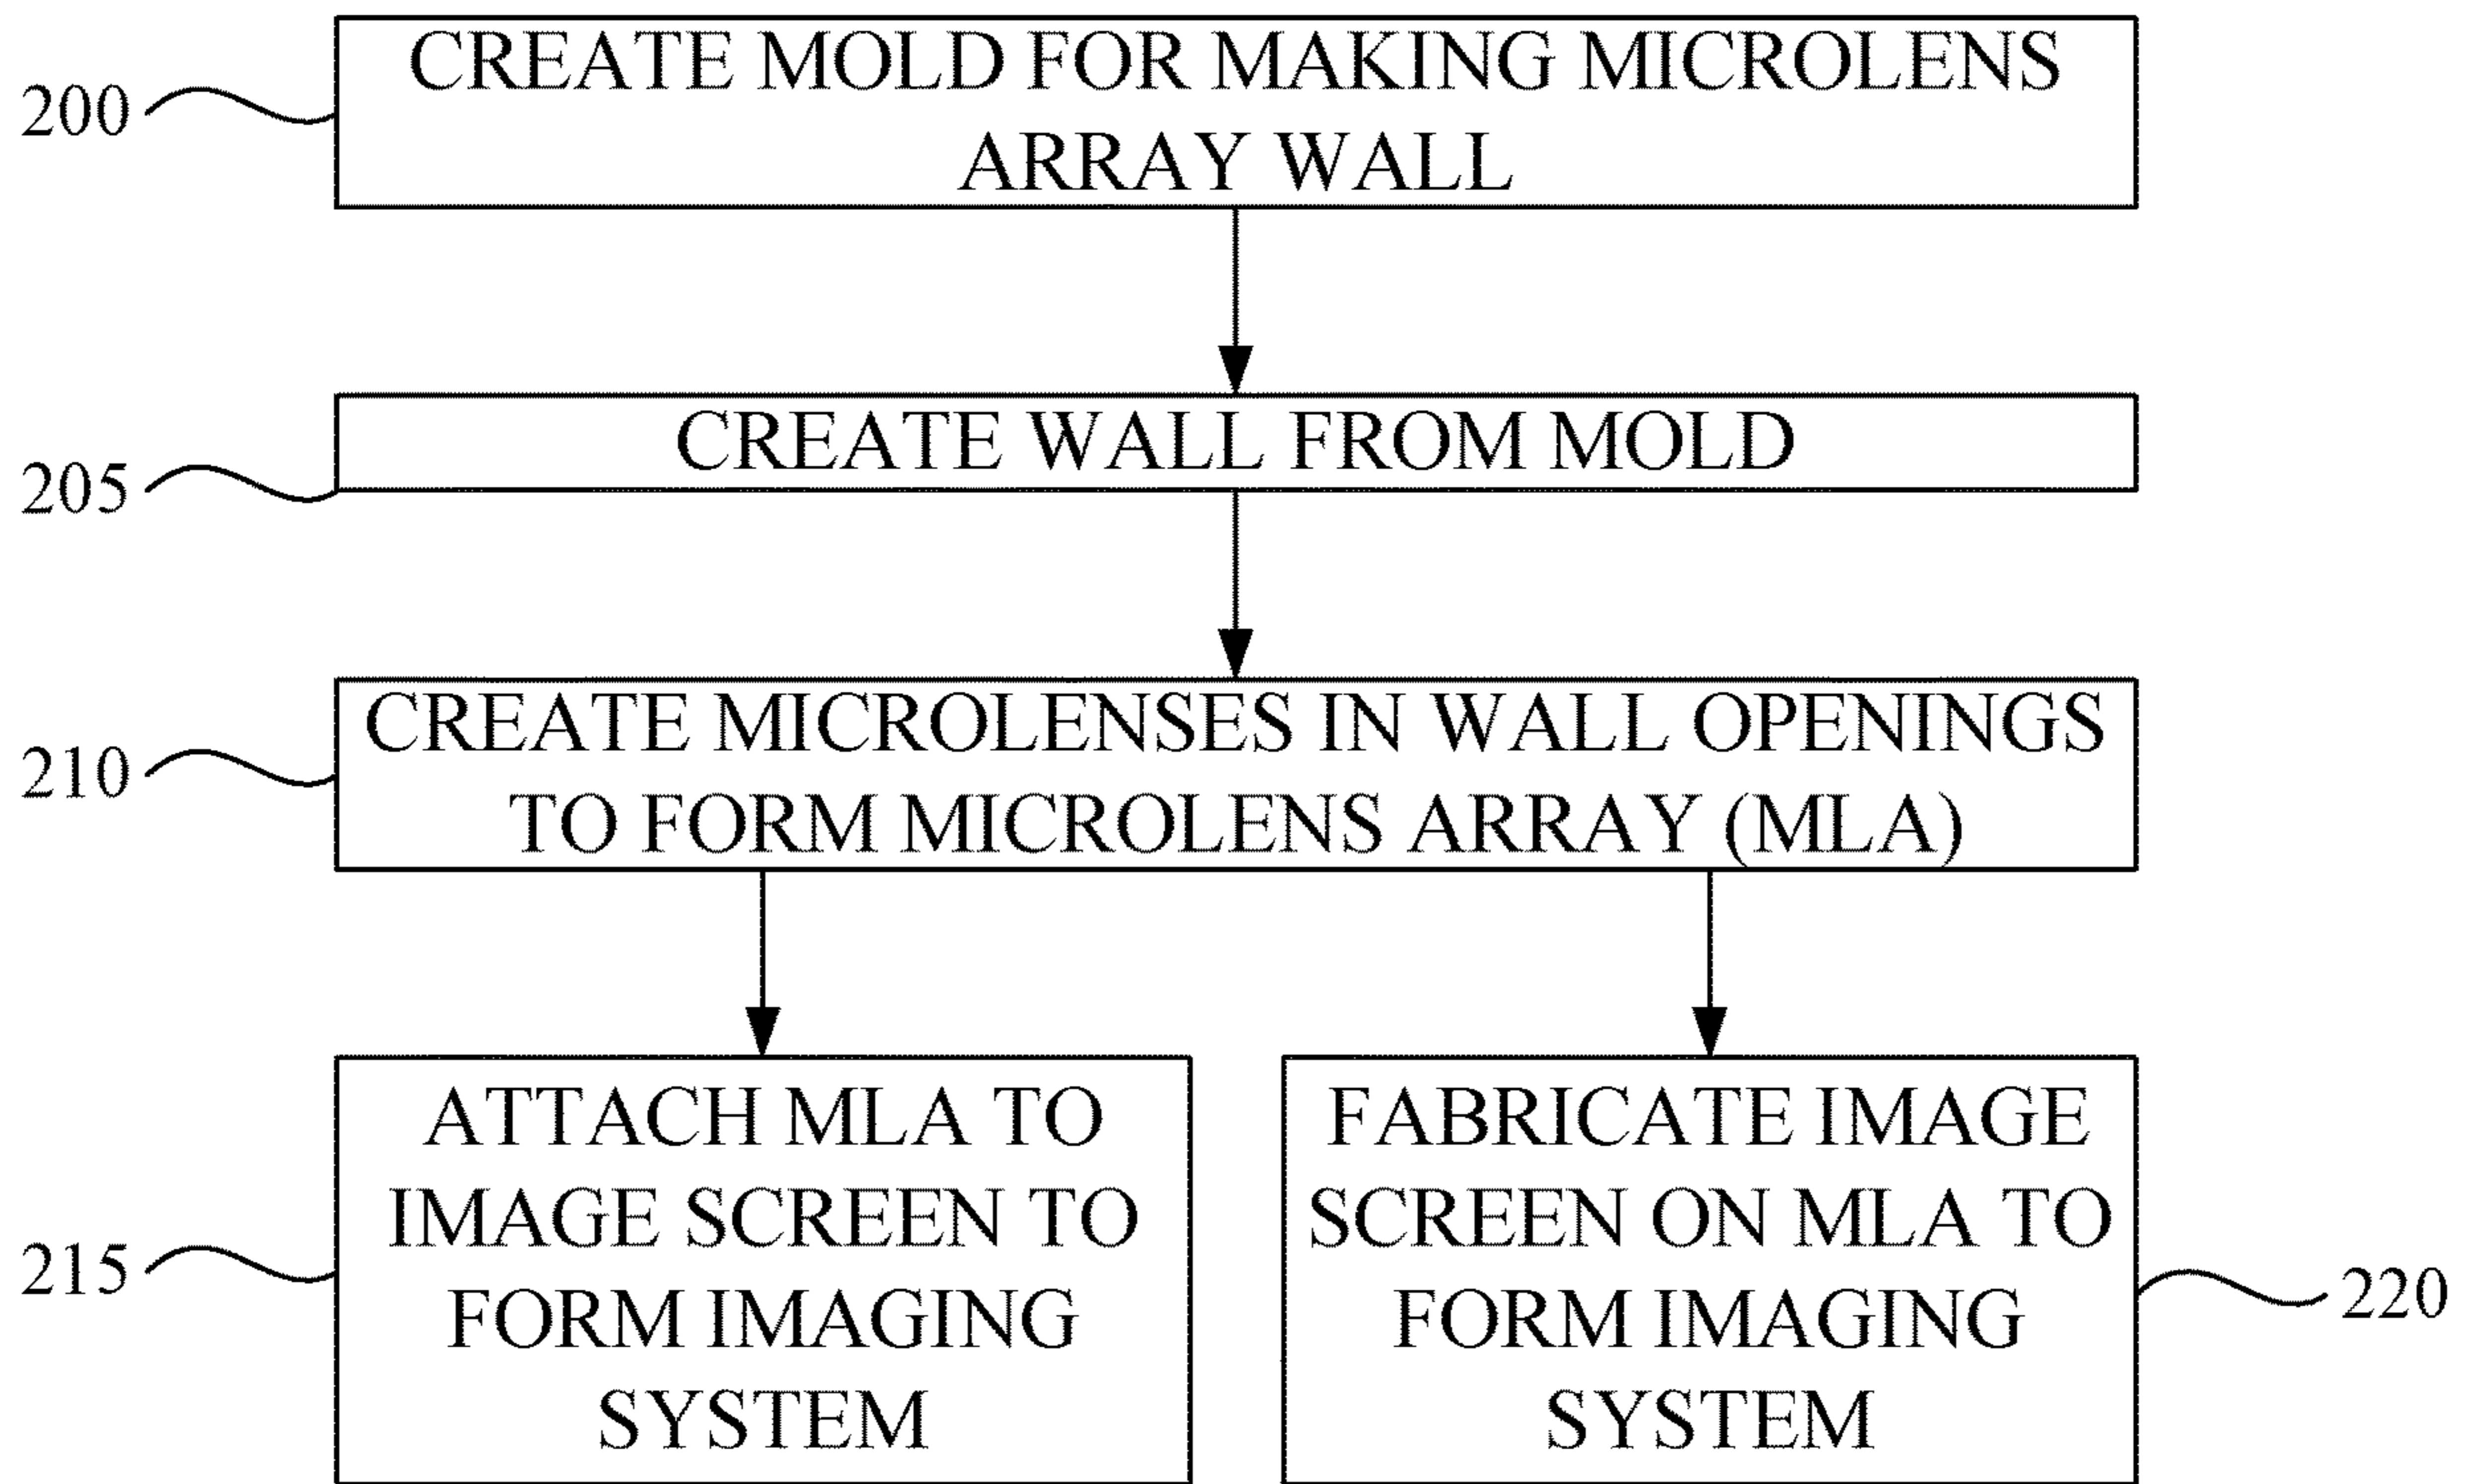 200
CREATE MOLD FOR MAKING MICROLENS
ARRAY WALL
205
CREATE WALL FROM MOLD
210
CREATE MICROLENSES IN WALL OPENINGS
TO FORM MICROLENS ARRAY (MLA)
215
ATTACH MLA TO
IMAGE SCREEN TO
FORM IMAGING
SYSTEM
FABRICATE IMAGE
SCREEN ON MLA TO
FORM IMAGING
SYSTEM
220